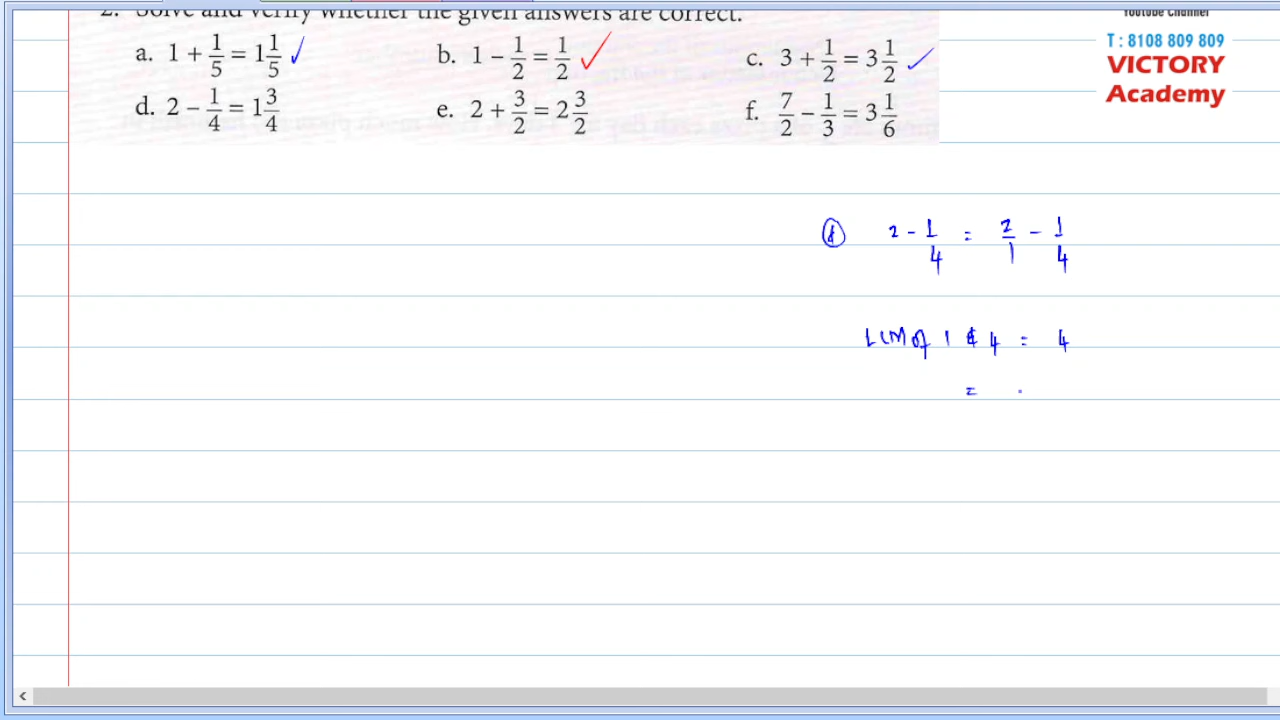 2. Solve and verify whether the given answers are correct.
a. 1 + 1/5 = 1 1/5 ✓ b. 1 − 1/2 = 1/2 ✓ c. 3 + 1/2 = 3 1/2 ✓
d. 2 − 1/4 = 1 3/4 e. 2 + 3/2 = 2 3/2 f. 7/2 − 1/3 = 3 1/6
Youtube Channel
T : 8108 809 809
VICTORY
Academy
ⓓ 2 - 1/4 = 2/1 - 1/4
LCM of 1 & 4 = 4
=